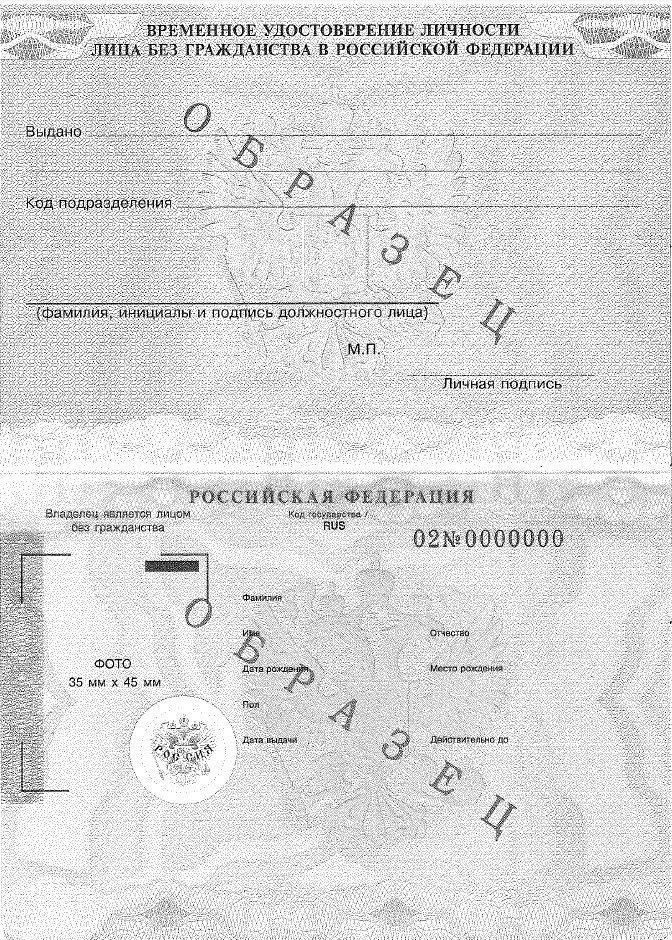 ВРЕМЕННОЕ УДОСТОВЕРЕНИЕ ЛИЧНОСТИ
ЛИЦА БЕЗ ГРАЖДАНСТВА В РОССИЙСКОЙ ФЕДЕРАЦИИ
Выдано
Код подразделения
ОБРАЗЕЦ
(фамилия, инициалы и подпись должностного лица)
М.П.
Личная подпись
РОССИЙСКАЯ ФЕДЕРАЦИЯ
Владелец является лицом
без гражданства
Код государства /
RUS
02№0000000
Фамилия
Имя
Отчество
ФОТО
35 мм x 45 мм
Дата рождения
Место рождения
Пол
Дата выдачи
Действительно до
РОССИЯ
ОБРАЗЕЦ